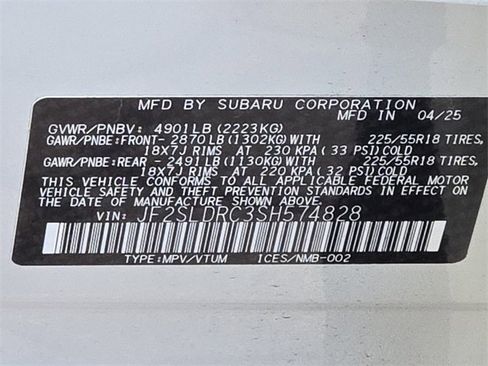 MFD BY SUBARU CORPORATION
MFD IN 04/25
GVWR/PNBV: 4901LB(2223KG)
GAWR/PNBE:FRONT- 2870LB(1302KG)WITH 225/55R18 TIRES,
18X7J RIMS AT 230 KPA(33 PSI)COLD
GAWR/PNBE:REAR - 2491LB(1130KG)WITH 225/55R18 TIRES,
18X7J RIMS AT 220 KPA(32 PSI)COLD
THIS VEHICLE CONFORMS TO ALL APPLICABLE FEDERAL MOTOR
VEHICLE SAFETY AND THEFT PREVENTION STANDARDS IN EFFECT
ON THE DATE OF MANUFACTURE SHOWN ABOVE.
VIN: JF2SLDRC3SH574828
TYPE:MPV/VTUM ICES/NMB-002